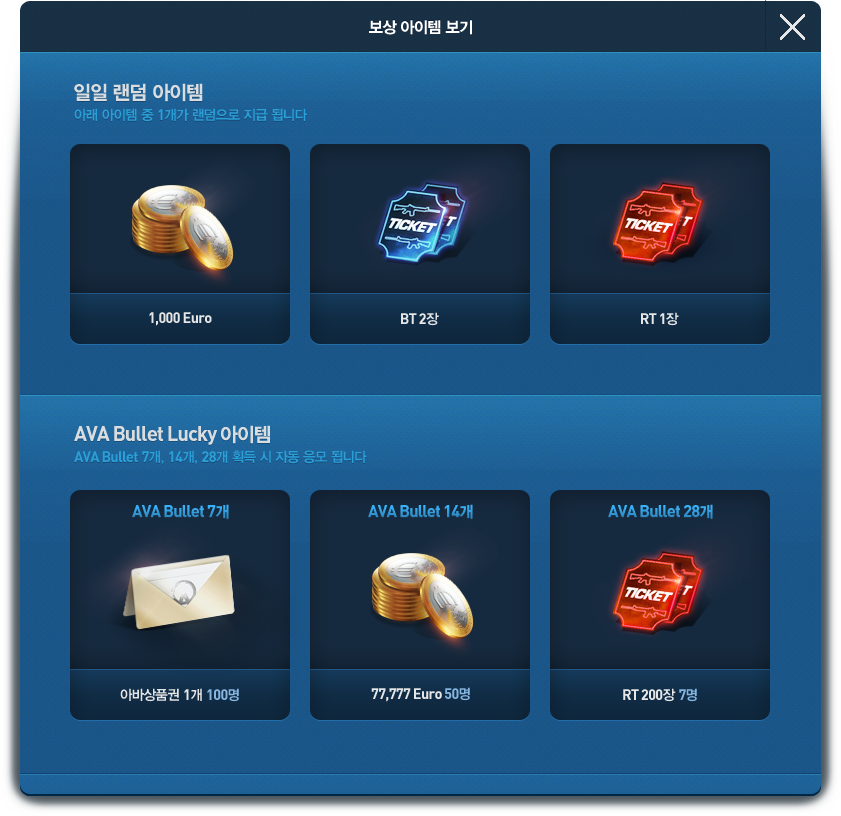 보상 아이템 보기
일일 랜덤 아이템
아래 아이템 중 1개가 랜덤으로 지급 됩니다
TICKET
T
TICKET
T
1,000 Euro
BT 2장
RT 1장
AVA Bullet Lucky 아이템
AVA Bullet 7개, 14개, 28개 획득 시 자동 응모 됩니다
AVA Bullet 7개
AVA Bullet 14개
AVA Bullet 28개
TICKET
T
아바상품권 1개 100명
77,777 Euro 50명
RT 200장 7명